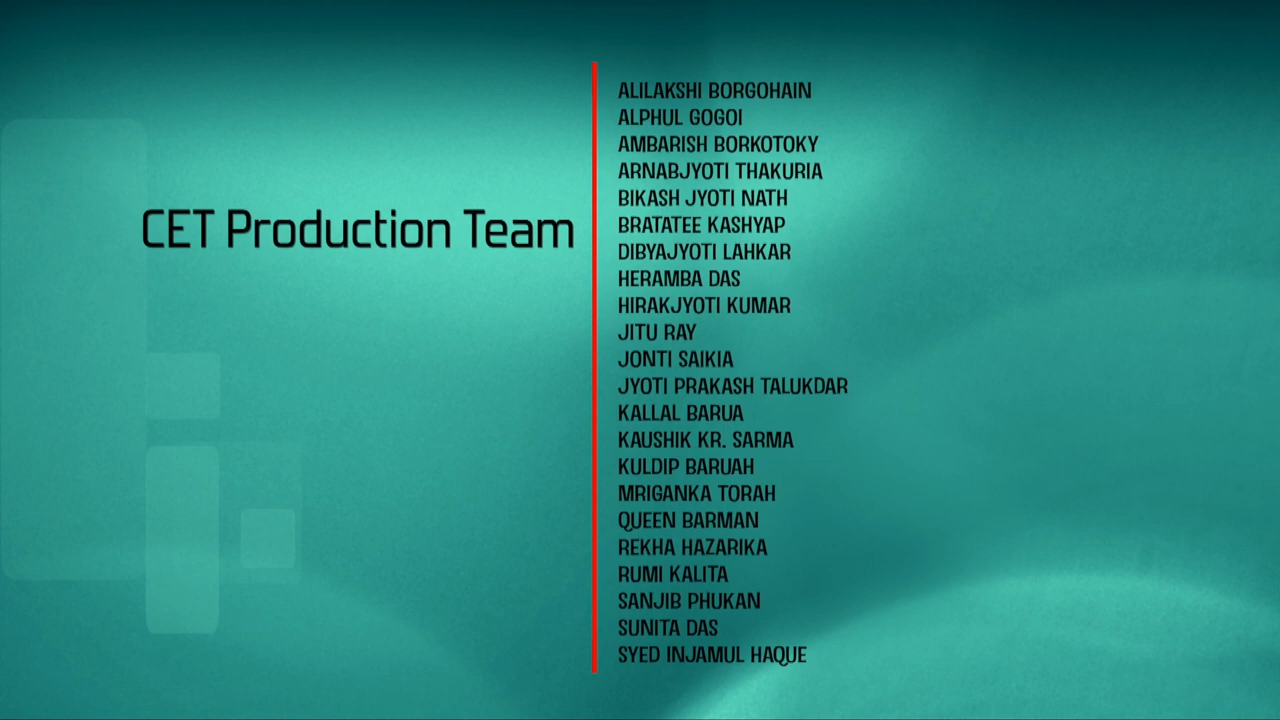 CET Production Team
ALILAKSHI BORGOHAIN
ALPHUL GOGOI
AMBARISH BORKOTOKY
ARNABJYOTI THAKURIA
BIKASH JYOTI NATH
BRATATEE KASHYAP
DIBYAJYOTI LAHKAR
HERAMBA DAS
HIRAKJYOTI KUMAR
JITU RAY
JONTI SAIKIA
JYOTI PRAKASH TALUKDAR
KALLAL BARUA
KAUSHIK KR. SARMA
KULDIP BARUAH
MRIGANKA TORAH
QUEEN BARMAN
REKHA HAZARIKA
RUMI KALITA
SANJIB PHUKAN
SUNITA DAS
SYED INJAMUL HAQUE